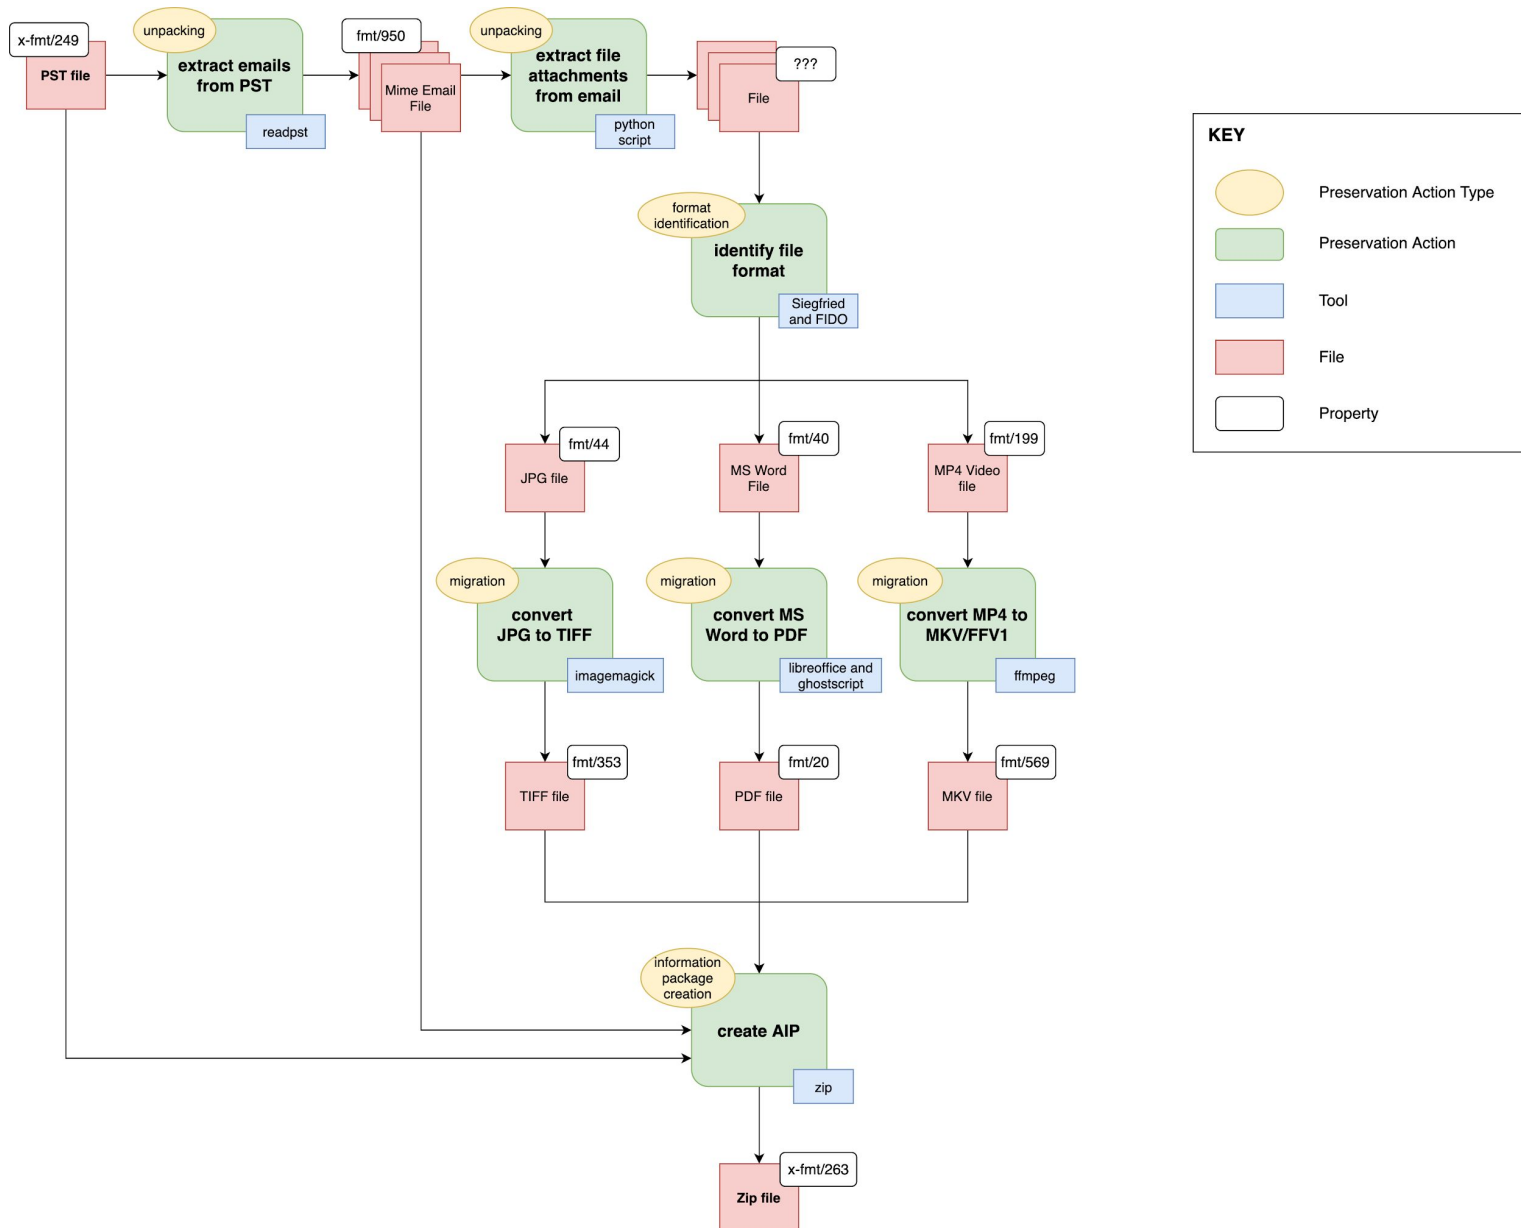 x-fmt/249
PST file
unpacking
extract emails
from PST
readpst
fmt/950
Mime Email
File
unpacking
extract file
attachments
from email
python
script
???
File
KEY
Preservation Action Type
Preservation Action
Tool
File
Property
format
identification
identify file
format
Siegfried
and FIDO
fmt/44
JPG file
fmt/40
MS Word
File
fmt/199
MP4 Video
file
migration
convert
JPG to TIFF
imagemagick
migration
convert MS
Word to PDF
libreoffice and
ghostscript
migration
convert MP4 to
MKV/FFV1
ffmpeg
fmt/353
TIFF file
fmt/20
PDF file
fmt/569
MKV file
information
package
creation
create AIP
zip
x-fmt/263
Zip file